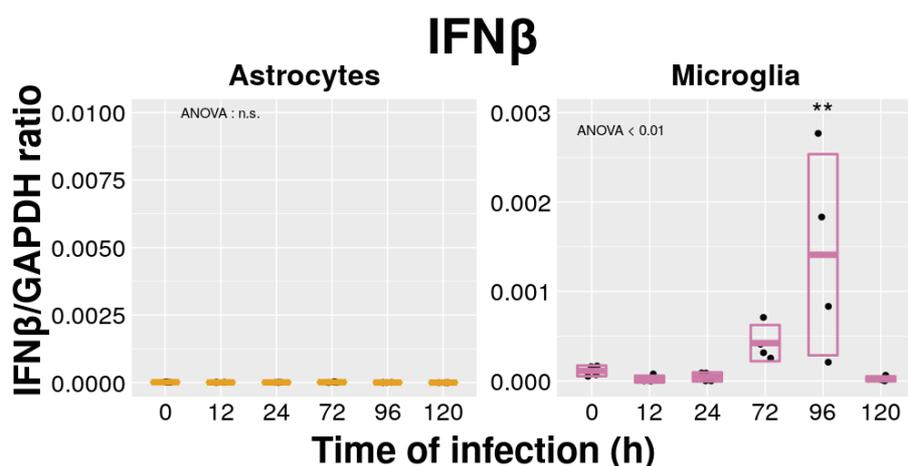 IFNβ
Astrocytes
Microglia
IFNβ/GAPDH ratio
ANOVA : n.s.
0.0100
0.0075
0.0050
0.0025
0.0000
0 12 24 72 96 120
**
ANOVA < 0.01
0.003
0.002
0.001
0.000
0 12 24 72 96 120
Time of infection (h)